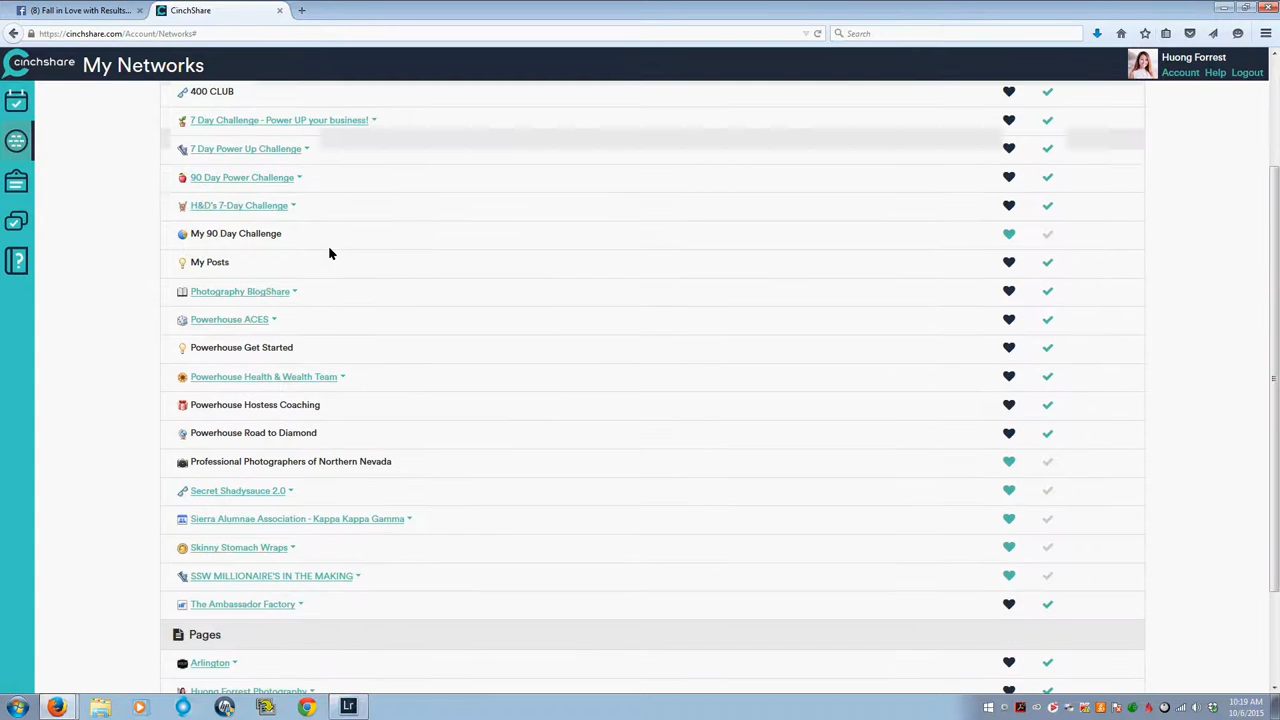 (8) Fall in Love with Results...
CinchShare
https://cinchshare.com/Account/Networks#
Search
cinchshare
My Networks
Huong Forrest
Account Help Logout
400 CLUB
7 Day Challenge - Power UP your business!
7 Day Power Up Challenge
90 Day Power Challenge
H&D's 7-Day Challenge
My 90 Day Challenge
My Posts
Photography BlogShare
Powerhouse ACES
Powerhouse Get Started
Powerhouse Health & Wealth Team
Powerhouse Hostess Coaching
Powerhouse Road to Diamond
Professional Photographers of Northern Nevada
Secret Shadysauce 2.0
Sierra Alumnae Association - Kappa Kappa Gamma
Skinny Stomach Wraps
SSW MILLIONAIRE'S IN THE MAKING
The Ambassador Factory
Pages
Arlington
Huong Forrest Photography
Lr
10:19 AM
10/6/2015